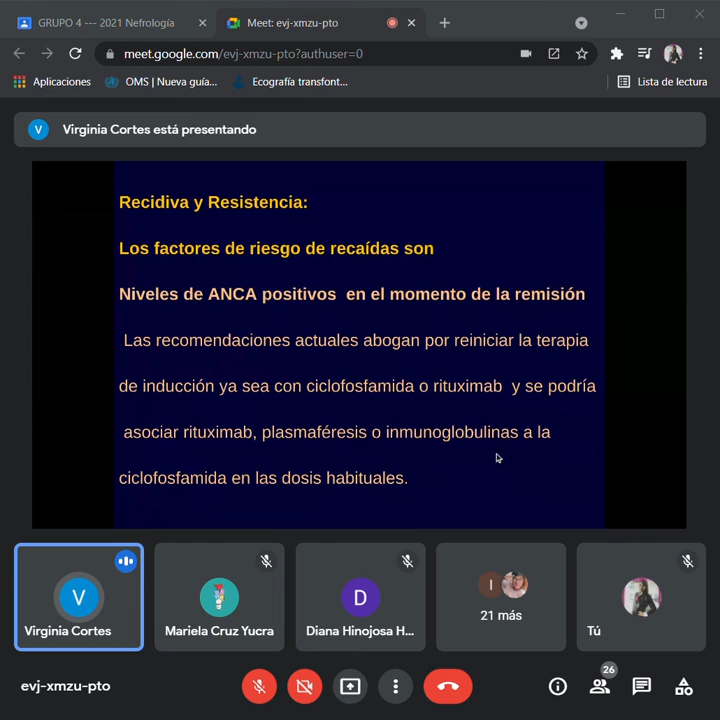 GRUPO 4 --- 2021 Nefrología
Meet: evj-xmzu-pto
meet.google.com/evj-xmzu-pto?authuser=0
Aplicaciones
OMS | Nueva guía...
Ecografía transfont...
Lista de lectura
V
Virginia Cortes está presentando
Recidiva y Resistencia:
Los factores de riesgo de recaídas son
Niveles de ANCA positivos en el momento de la remisión
Las recomendaciones actuales abogan por reiniciar la terapia
de inducción ya sea con ciclofosfamida o rituximab y se podría
asociar rituximab, plasmaféresis o inmunoglobulinas a la
ciclofosfamida en las dosis habituales.
V
Virginia Cortes
Mariela Cruz Yucra
D
Diana Hinojosa H...
I
21 más
Tú
evj-xmzu-pto
26